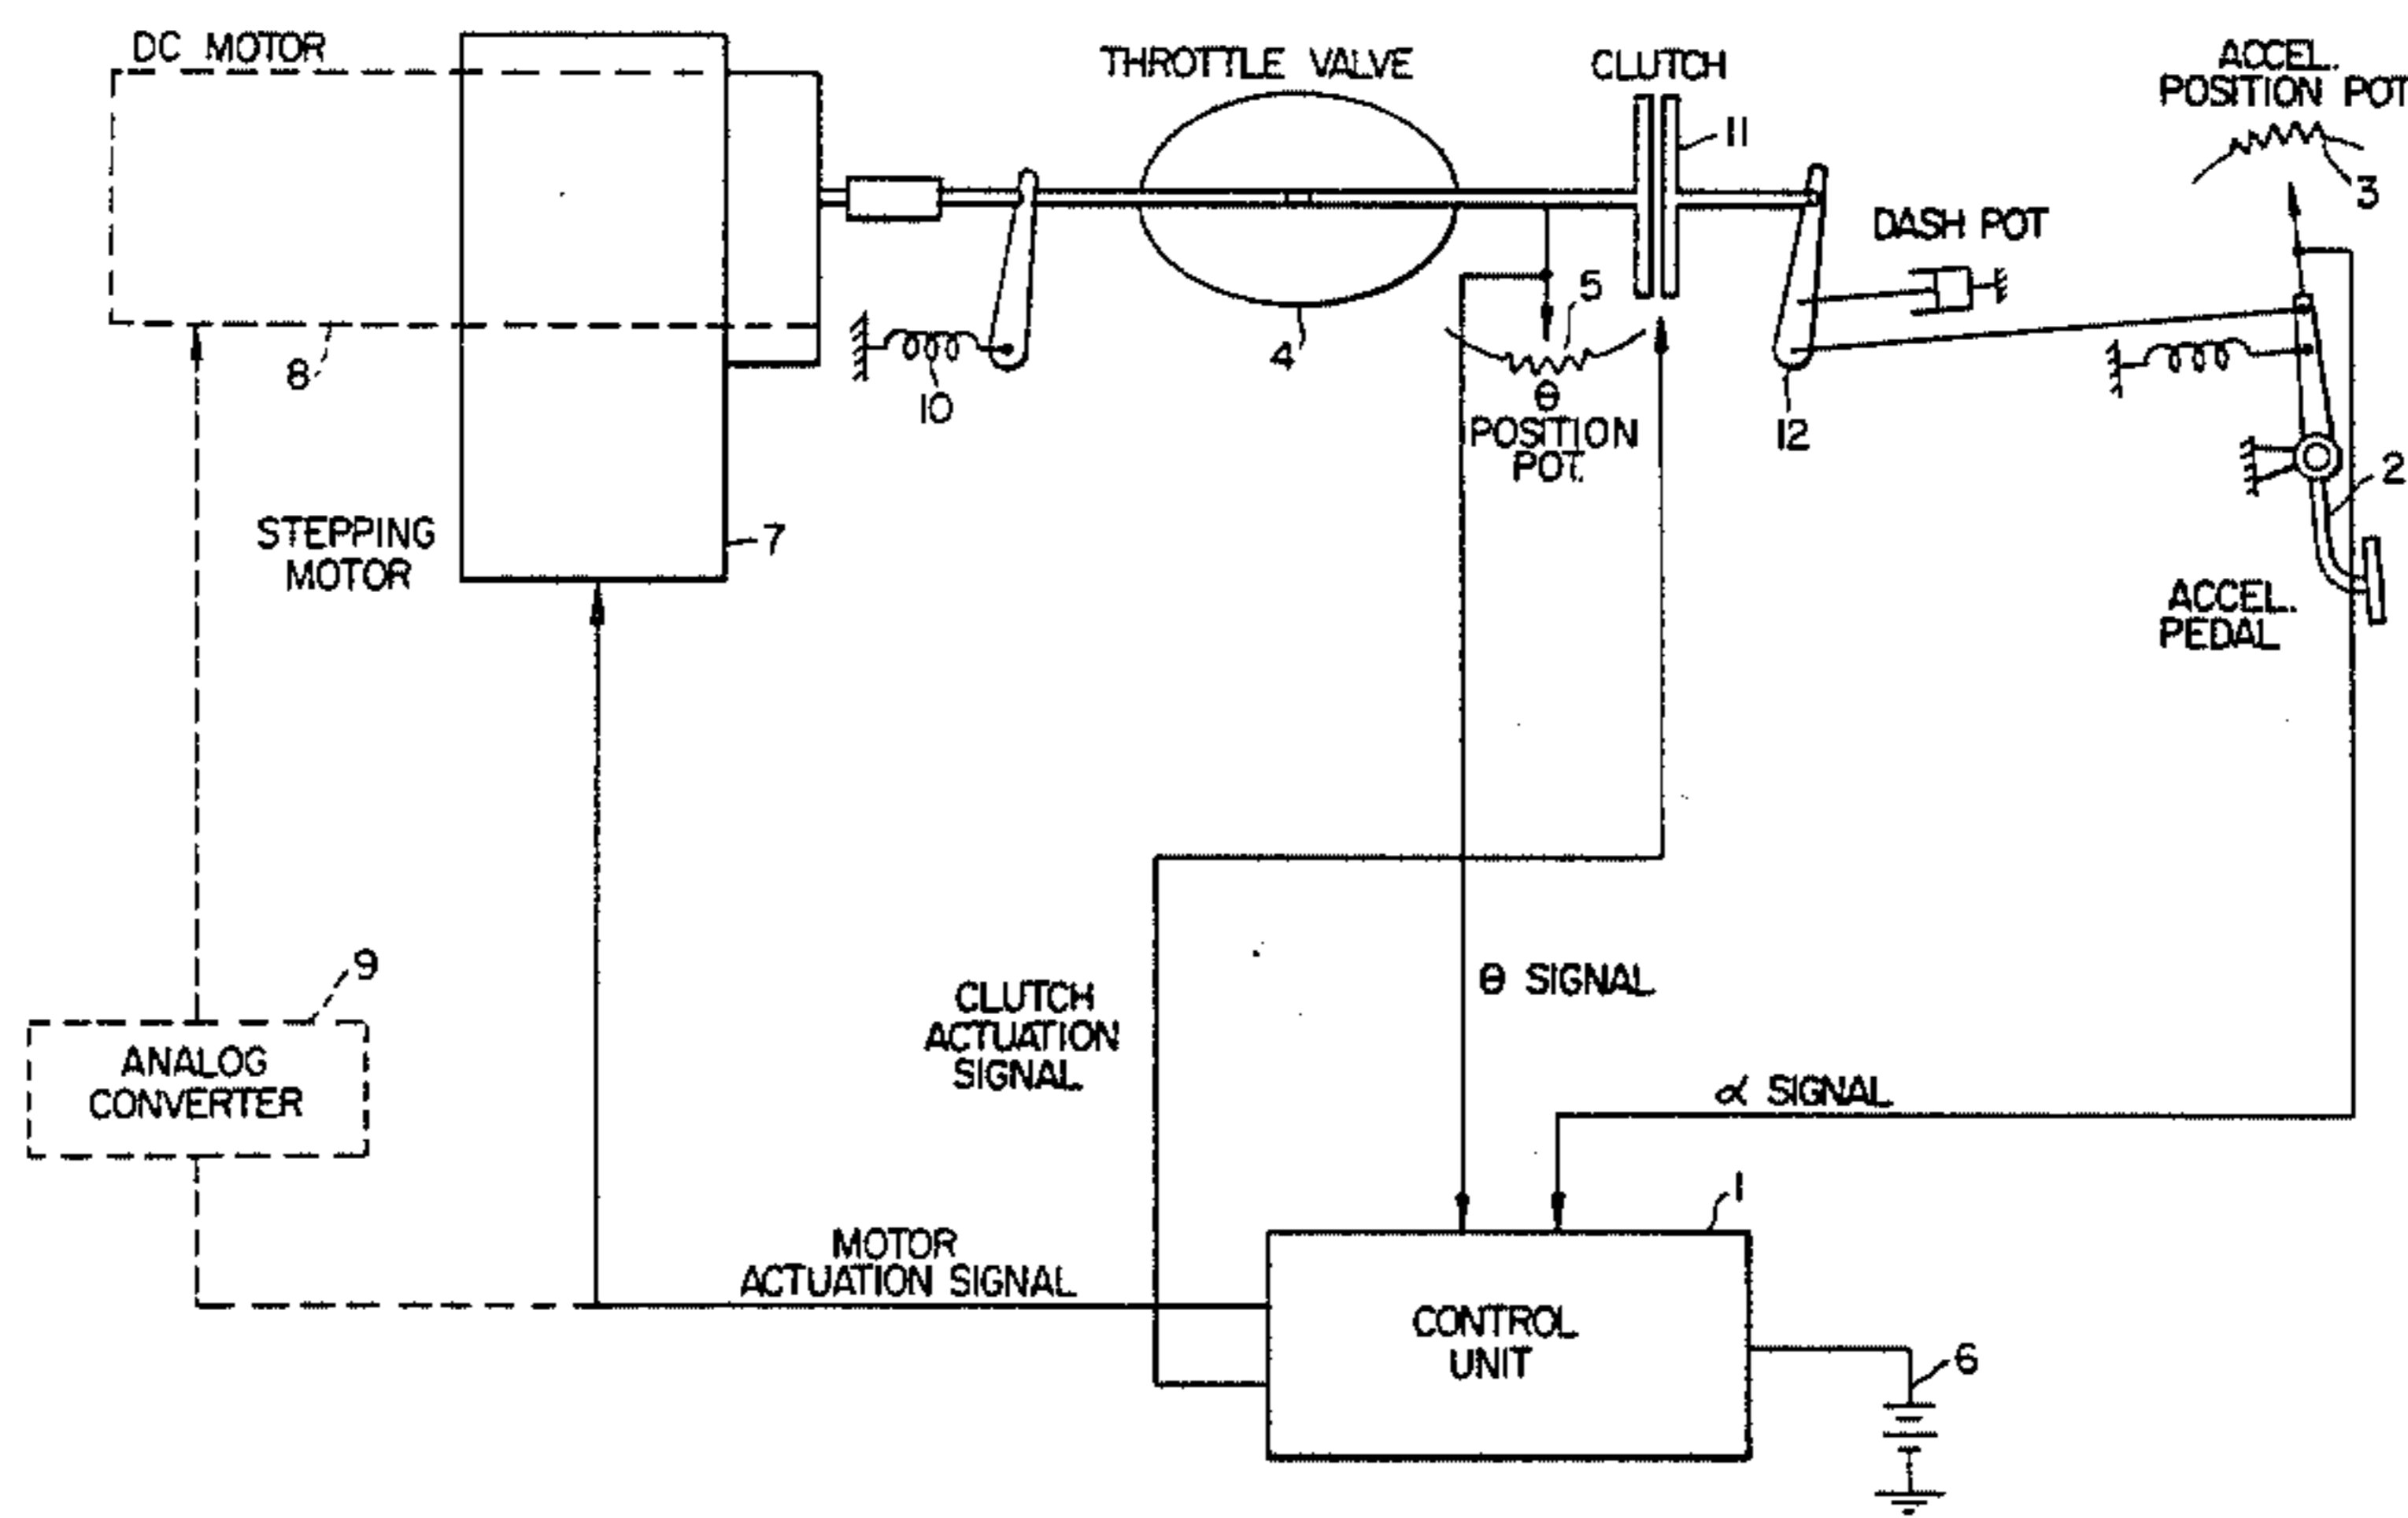 DC MOTOR
THROTTLE VALVE
CLUTCH
ACCEL.
POSITION POT
11
3
DASH POT
5
4
8
10
θ
POSITION
POT.
12
2
STEPPING
MOTOR
7
ACCEL.
PEDAL
9
ANALOG
CONVERTER
CLUTCH
ACTUATION
SIGNAL
θ SIGNAL
α SIGNAL
1
MOTOR
ACTUATION SIGNAL
CONTROL
UNIT
6